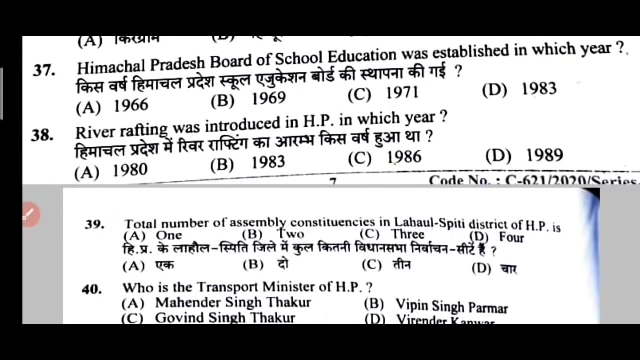 (A) किरग्राम (B)
37. Himachal Pradesh Board of School Education was established in which year ?
किस वर्ष हिमाचल प्रदेश स्कूल एजुकेशन बोर्ड की स्थापना की गई ?
(A) 1966 (B) 1969 (C) 1971 (D) 1983
38. River rafting was introduced in H.P. in which year ?
हिमाचल प्रदेश में रिवर राफ्टिंग का आरम्भ किस वर्ष हुआ था ?
(A) 1980 (B) 1983 (C) 1986 (D) 1989
7 Code No. : C-621/2020/Series
39. Total number of assembly constituencies in Lahaul-Spiti district of H.P. is
(A) One (B) Two (C) Three (D) Four
हि.प्र. के लाहौल-स्पिति जिले में कुल कितनी विधानसभा निर्वाचन-सीटें हैं ?
(A) एक (B) दो (C) तीन (D) चार
40. Who is the Transport Minister of H.P. ?
(A) Mahender Singh Thakur (B) Vipin Singh Parmar
(C) Govind Singh Thakur (D) Virender Kanwar